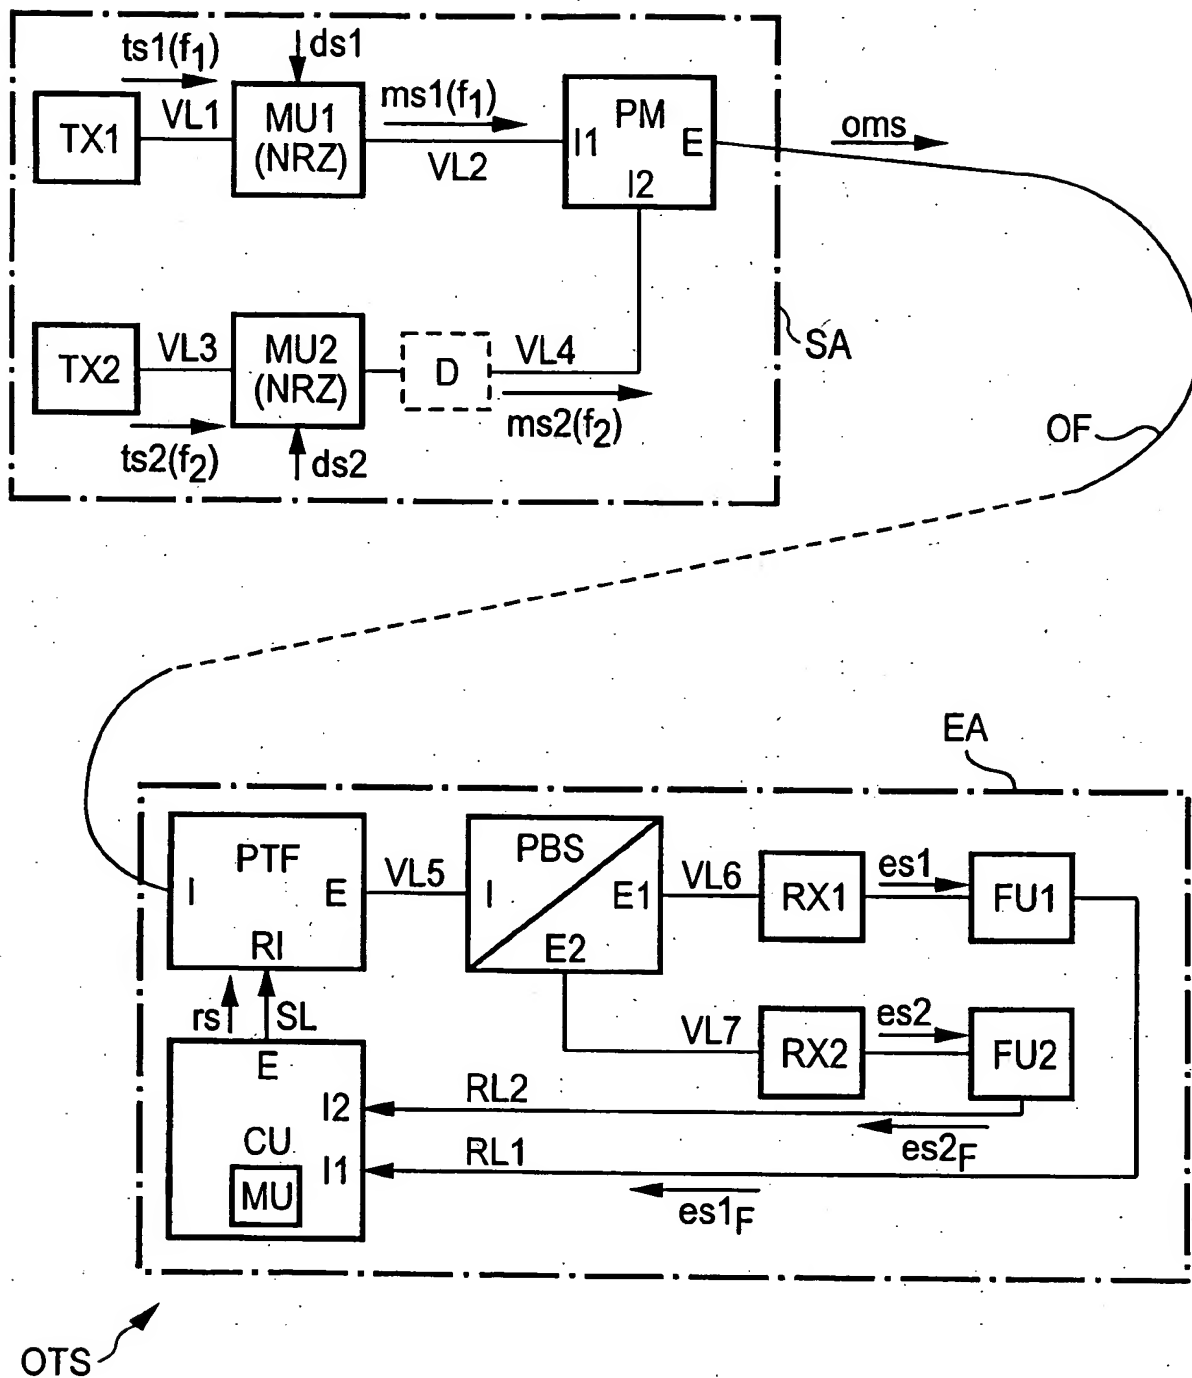 ts1(f1)
ds1
TX1
VL1
MU1
(NRZ)
ms1(f1)
VL2
PM
I1
E
I2
oms
TX2
VL3
MU2
(NRZ)
D
VL4
ms2(f2)
ts2(f2)
ds2
SA
OF
EA
PTF
I
E
RI
VL5
PBS
I
E1
E2
VL6
RX1
es1
FU1
rs
SL
VL7
RX2
es2
FU2
E
I2
CU
I1
MU
RL2
es2F
RL1
es1F
OTS